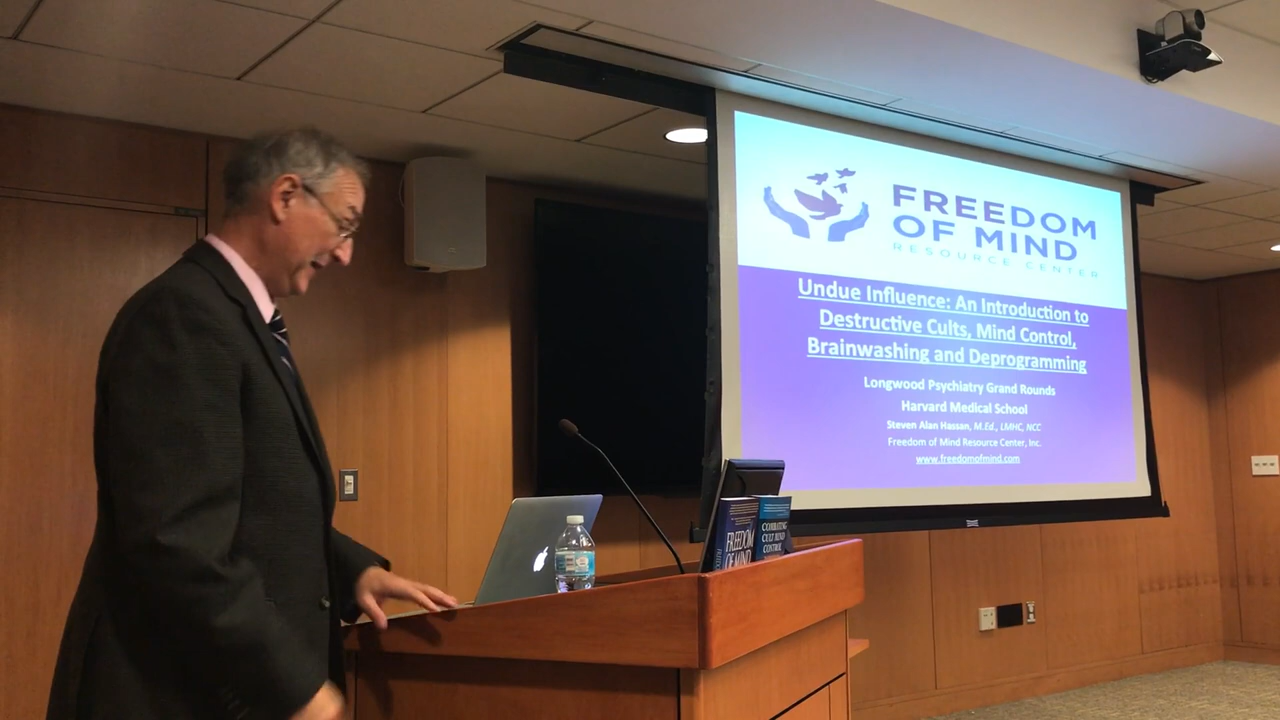 FREEDOM
OF MIND
RESOURCE CENTER
Undue Influence: An Introduction to
Destructive Cults, Mind Control,
Brainwashing and Deprogramming
Longwood Psychiatry Grand Rounds
Harvard Medical School
Steven Alan Hassan, M.Ed., LMHC, NCC
Freedom of Mind Resource Center, Inc.
www.freedomofmind.com
FREEDOM
OF MIND
COMBATING
CULT MIND
CONTROL